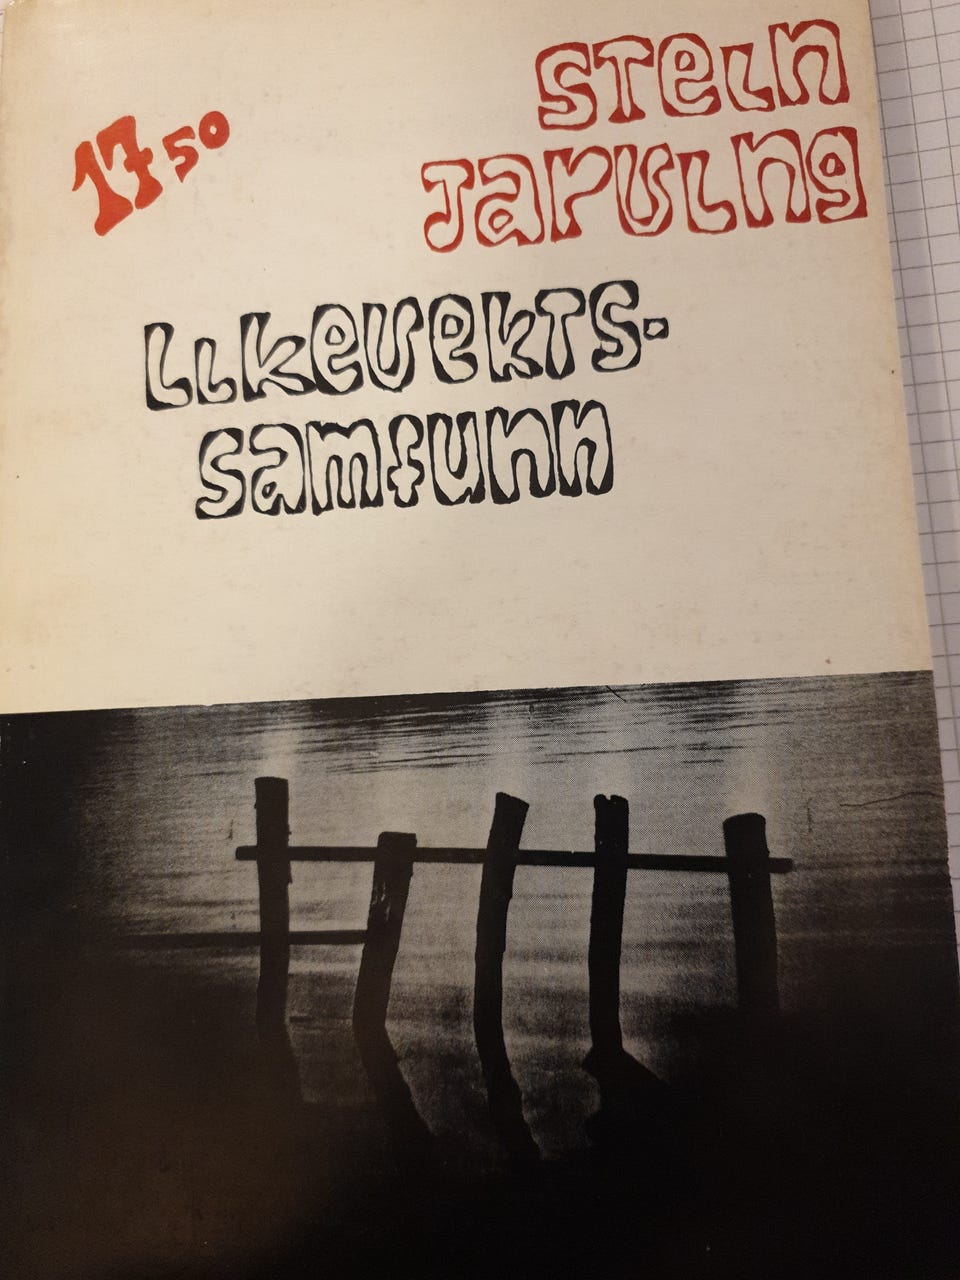 Stein
17 50
Jarving
Likevekts-
samfunn